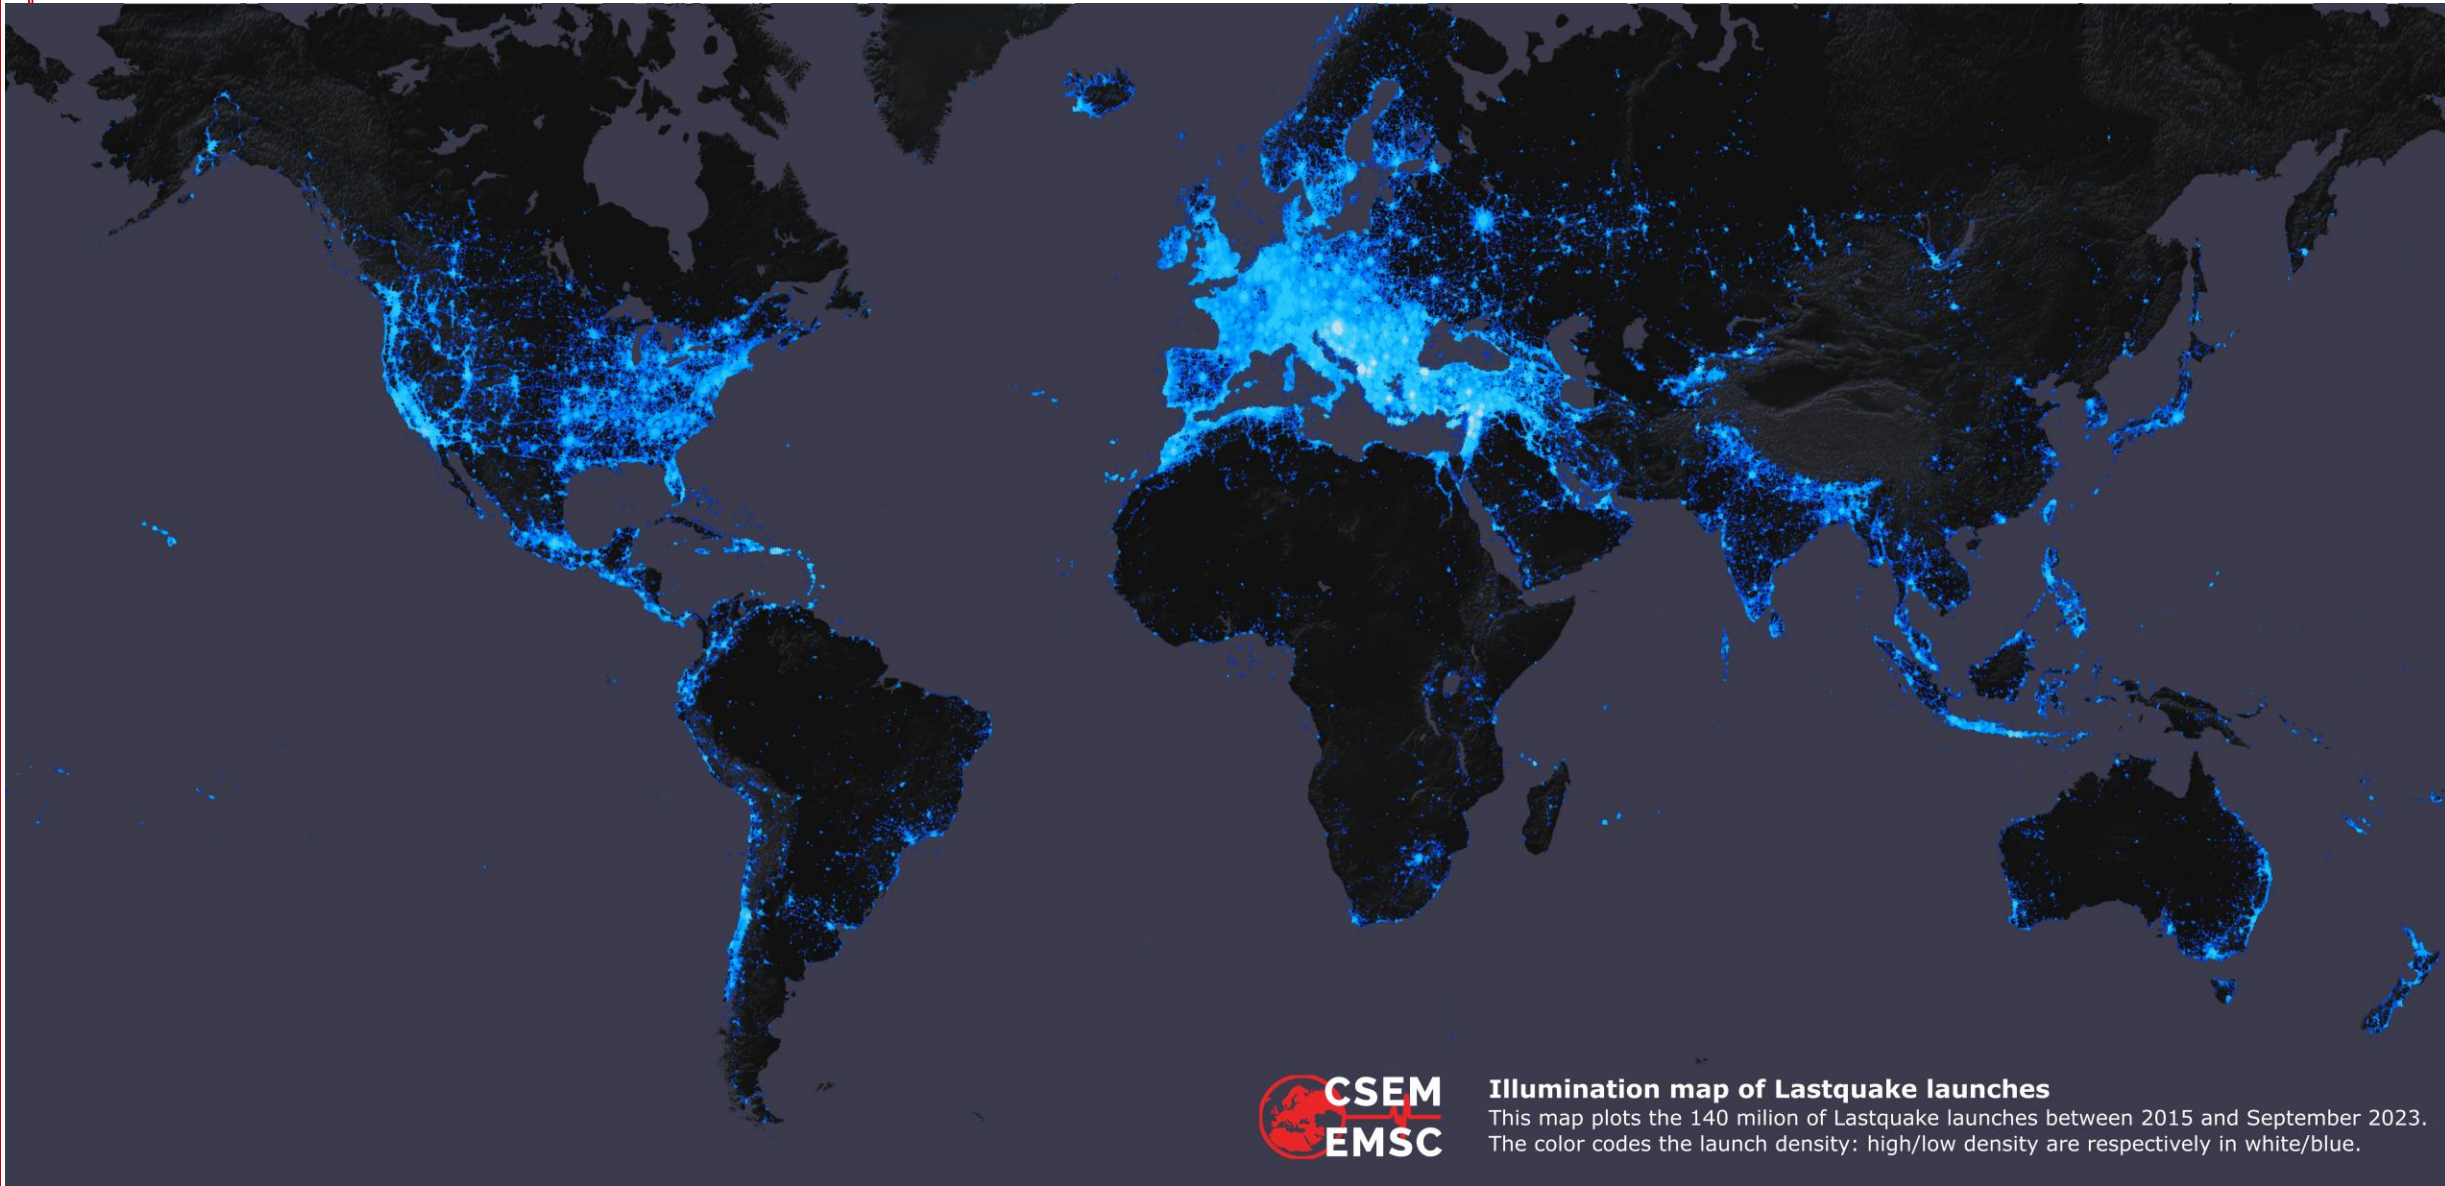 CSEM
EMSC
Illumination map of Lastquake launches
This map plots the 140 milion of Lastquake launches between 2015 and September 2023.
The color codes the launch density: high/low density are respectively in white/blue.